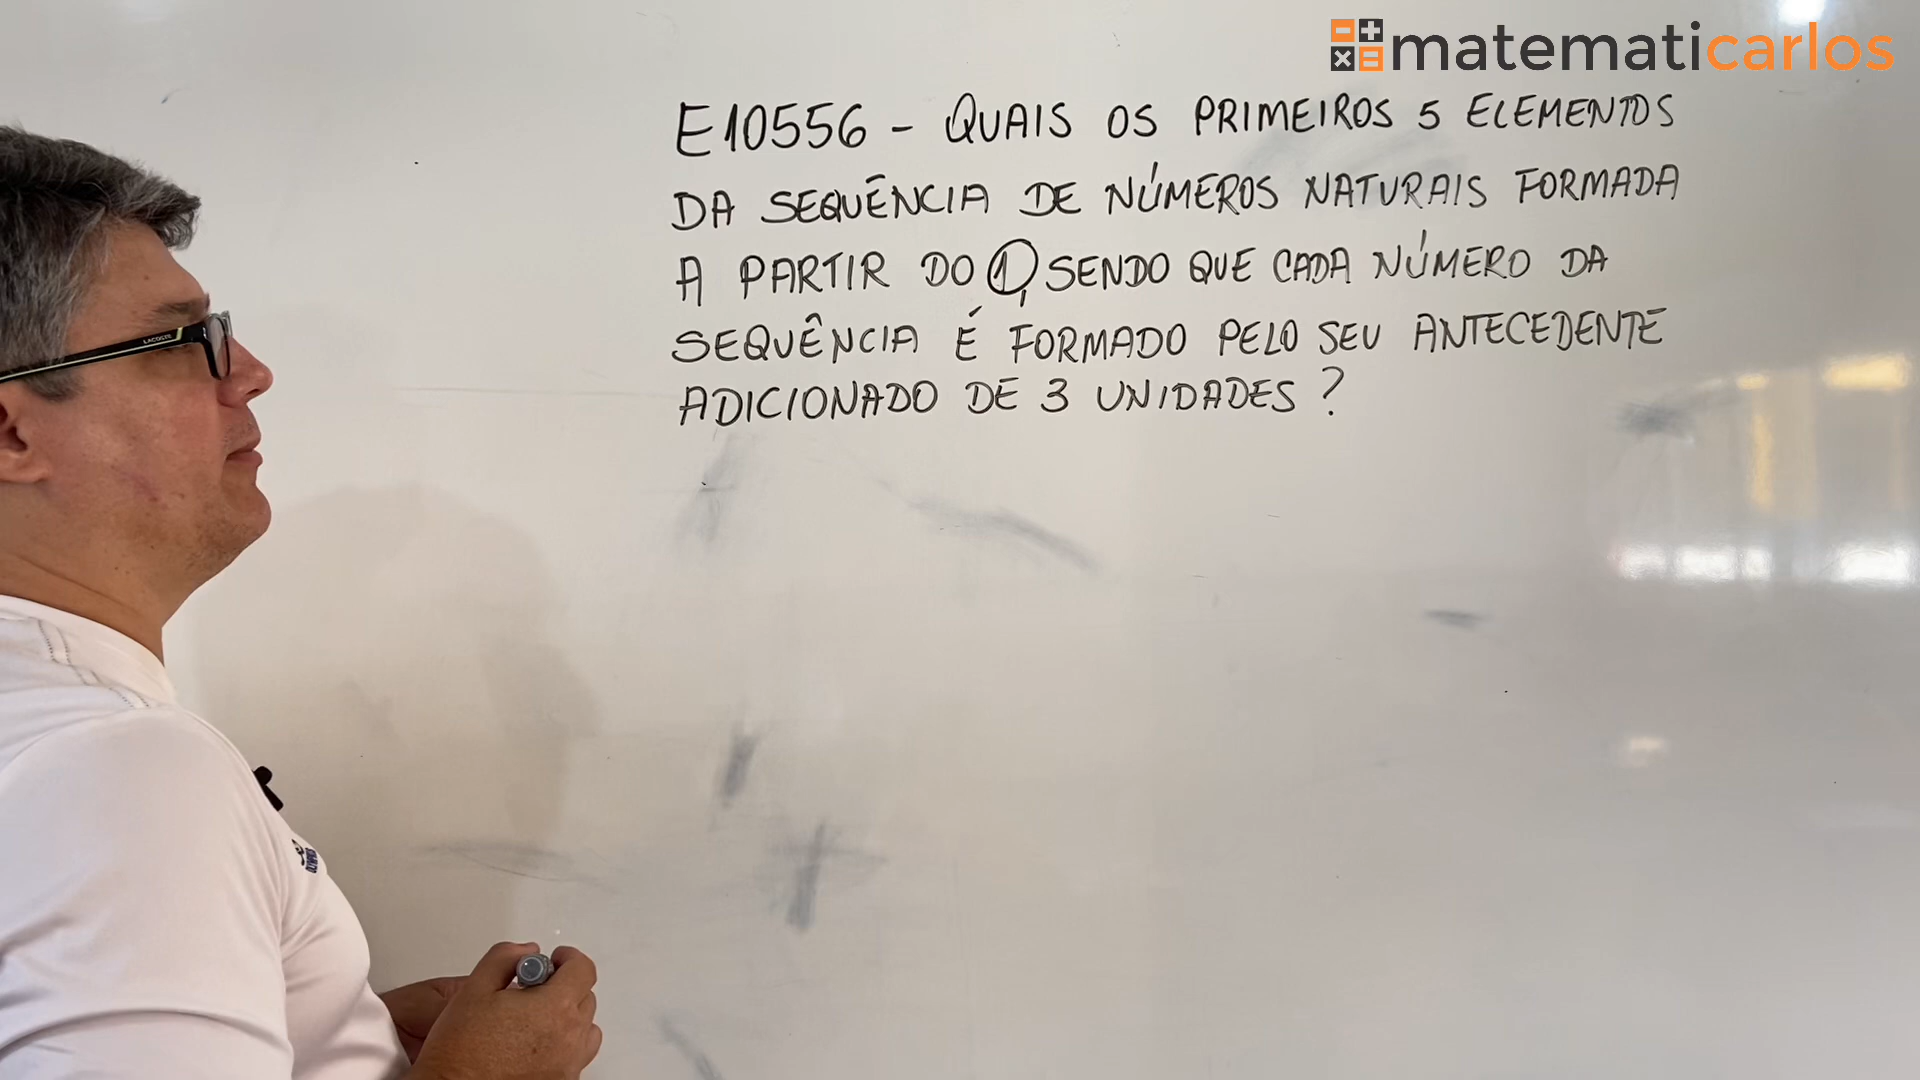 matematicarlos
E10556 - QUAIS OS PRIMEIROS 5 ELEMENTOS
DA SEQUÊNCIA DE NÚMEROS NATURAIS FORMADA
A PARTIR DO 1, SENDO QUE CADA NÚMERO DA
SEQUÊNCIA É FORMADO PELO SEU ANTECEDENTE
ADICIONADO DE 3 UNIDADES?
LACOSTE